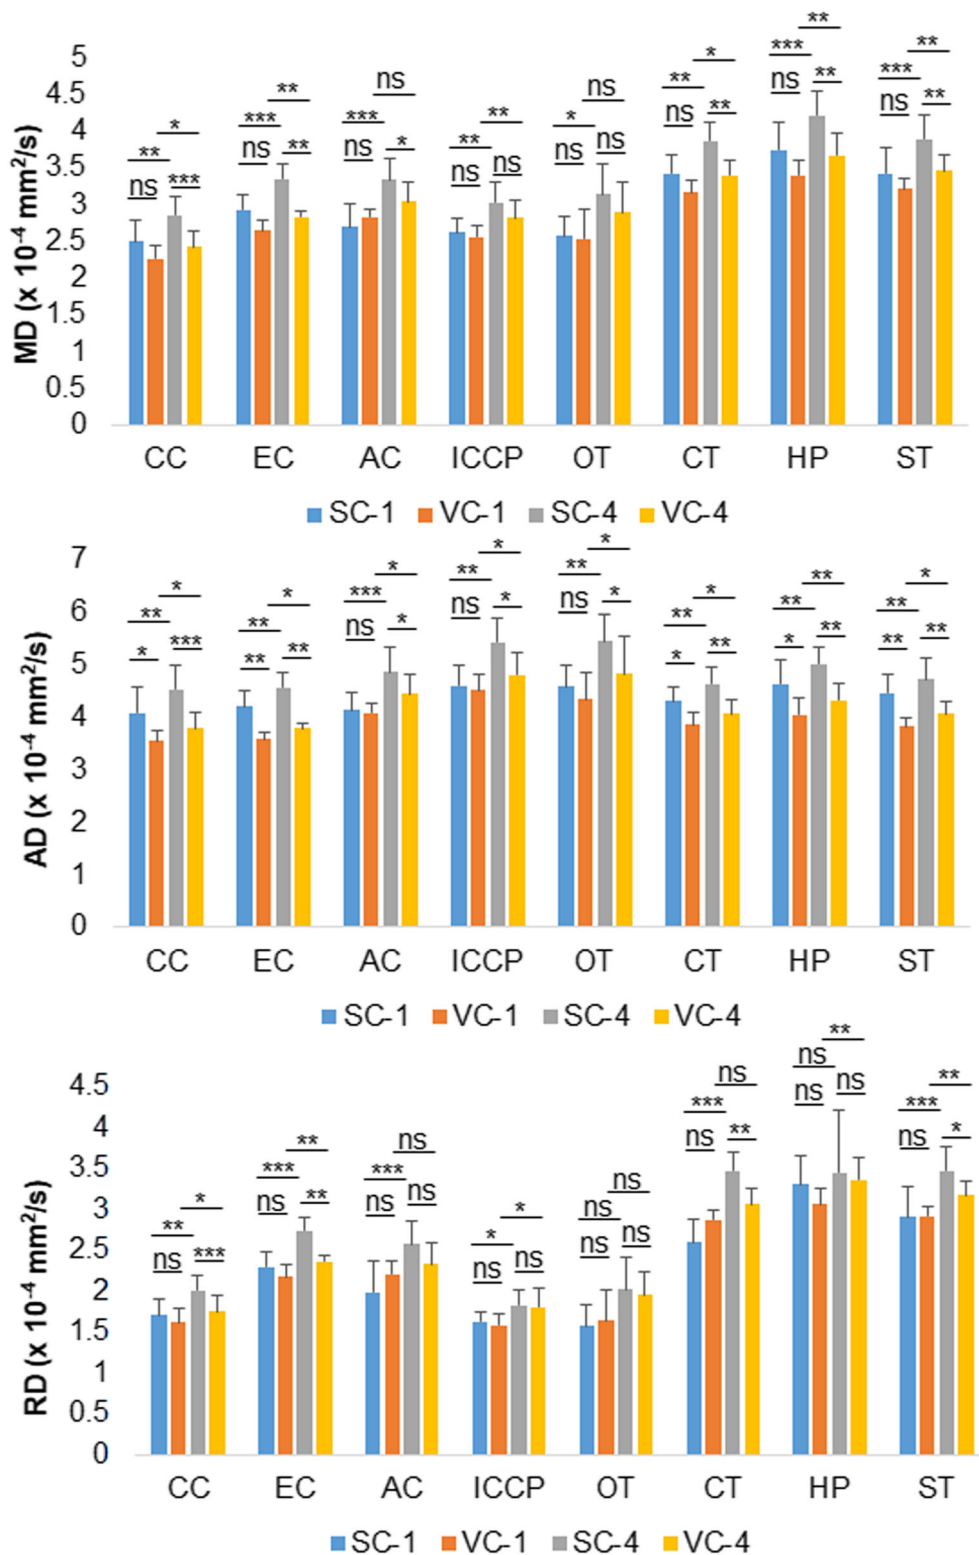 MD (x 10⁻⁴ mm²/s)
5
4.5
4
3.5
3
2.5
2
1.5
1
0.5
0
* ** ns ***
** *** ns **
ns *** ns *
** ** ns ns
ns * ns ns
* ** ns **
** *** ns **
** *** ns **
CC EC AC ICCP OT CT HP ST
SC-1 VC-1 SC-4 VC-4
AD (x 10⁻⁴ mm²/s)
7
6
5
4
3
2
1
0
* ** * ***
* ** ** **
* *** ns *
* ** ns *
* ** ns *
* ** * **
** ** * **
* ** ** **
CC EC AC ICCP OT CT HP ST
SC-1 VC-1 SC-4 VC-4
RD (x 10⁻⁴ mm²/s)
4.5
4
3.5
3
2.5
2
1.5
1
0.5
0
* ** ns ***
** *** ns **
ns *** ns ns
* * ns ns
ns ns ns ns
ns *** ns **
** ns ns ns
** *** ns *
CC EC AC ICCP OT CT HP ST
SC-1 VC-1 SC-4 VC-4